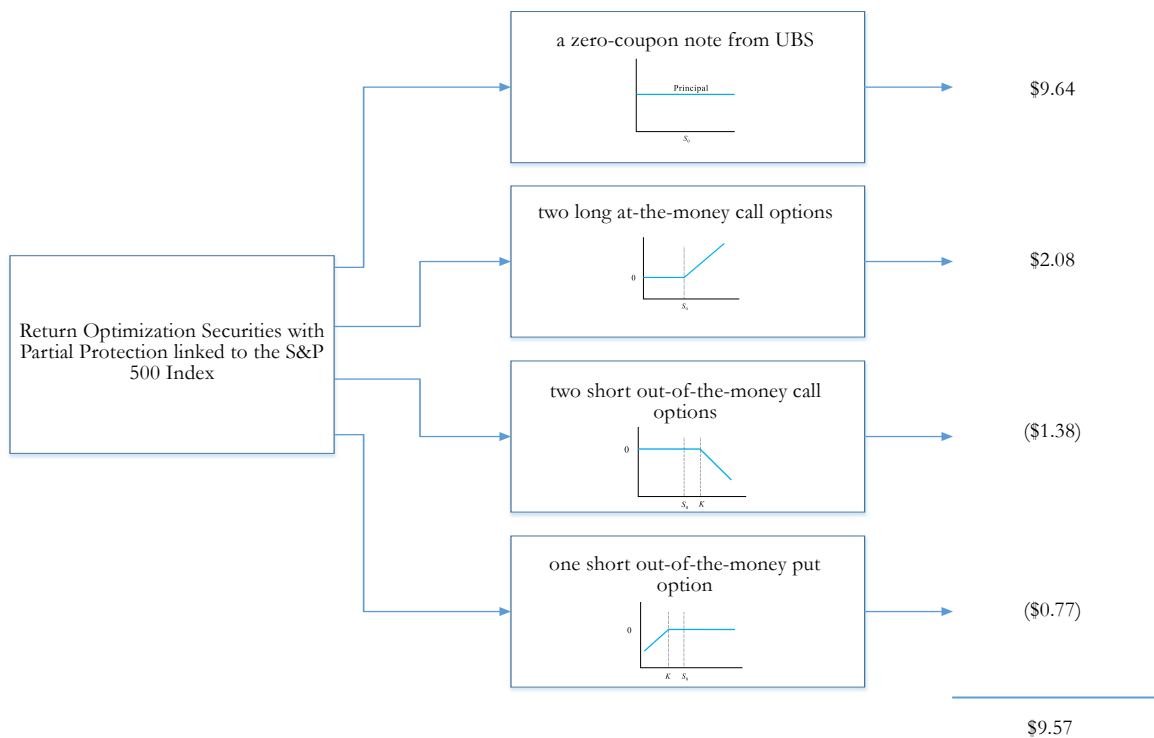 a zero-coupon note from UBS
Principal
S₀
$9.64
two long at-the-money call options
0
S₀
$2.08
Return Optimization Securities with
Partial Protection linked to the S&P
500 Index
two short out-of-the-money call
options
0
S₀ K
($1.38)
one short out-of-the-money put
option
0
K S₀
($0.77)
$9.57